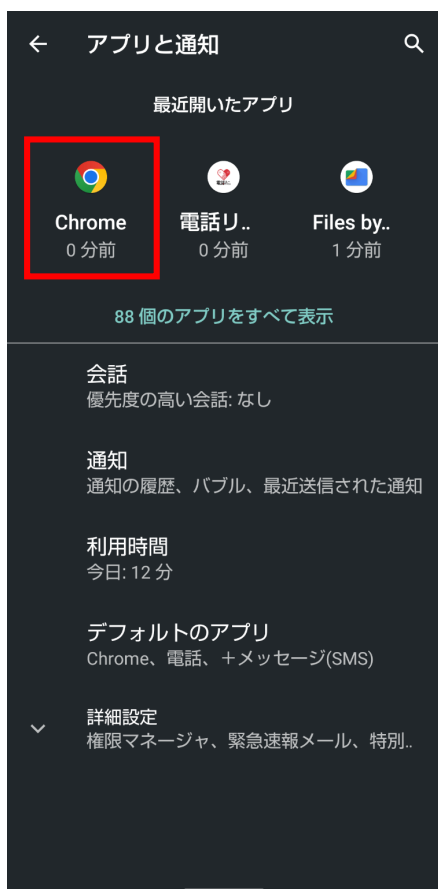 アプリと通知
最近開いたアプリ
Chrome
0 分前
電話リ..
0 分前
Files by..
1 分前
88 個のアプリをすべて表示
会話
優先度の高い会話: なし
通知
通知の履歴、バブル、最近送信された通知
利用時間
今日: 12 分
デフォルトのアプリ
Chrome、電話、＋メッセージ(SMS)
詳細設定
権限マネージャ、緊急速報メール、特別..